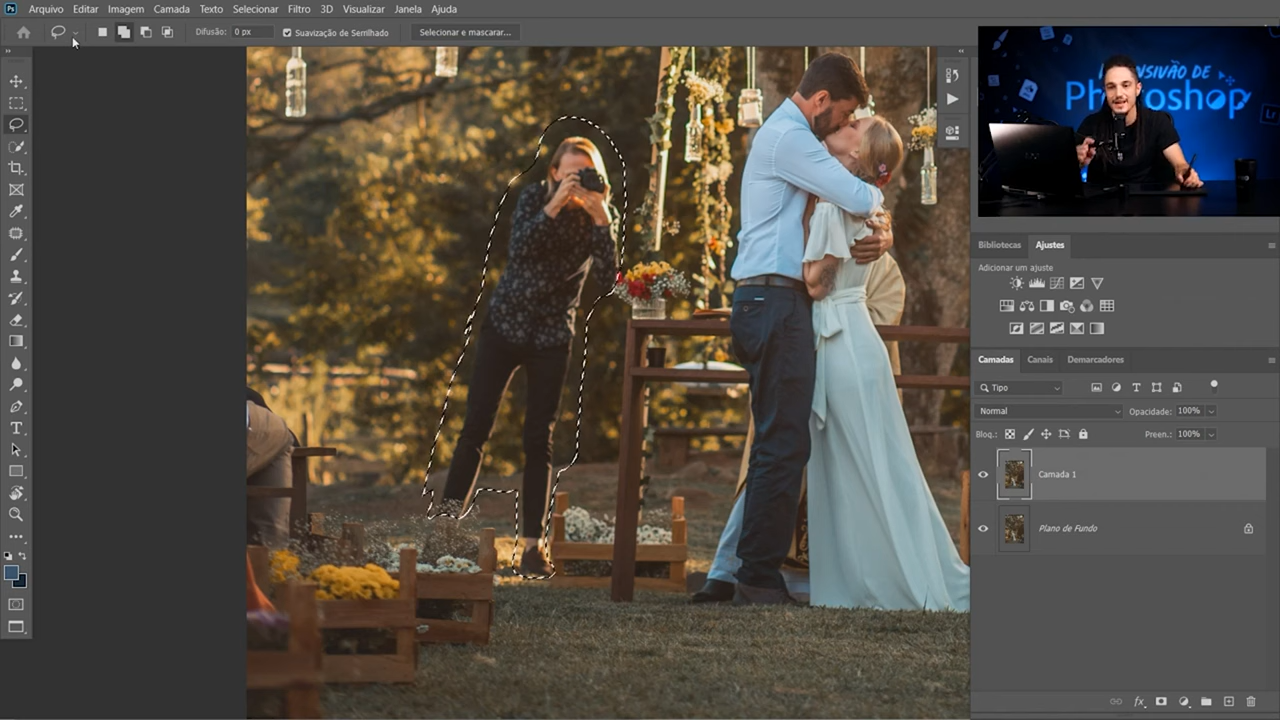 Ps Arquivo Editar Imagem Camada Texto Selecionar Filtro 3D Visualizar Janela Ajuda
Difusão: 0 px Suavização de Serrilhado Selecionar e mascarar...
Photoshop
Bibliotecas Ajustes
Adicionar um ajuste
Camadas Canais Demarcadores
Tipo
Normal Opacidade: 100%
Bloq.: Preen.: 100%
Camada 1
Plano de Fundo